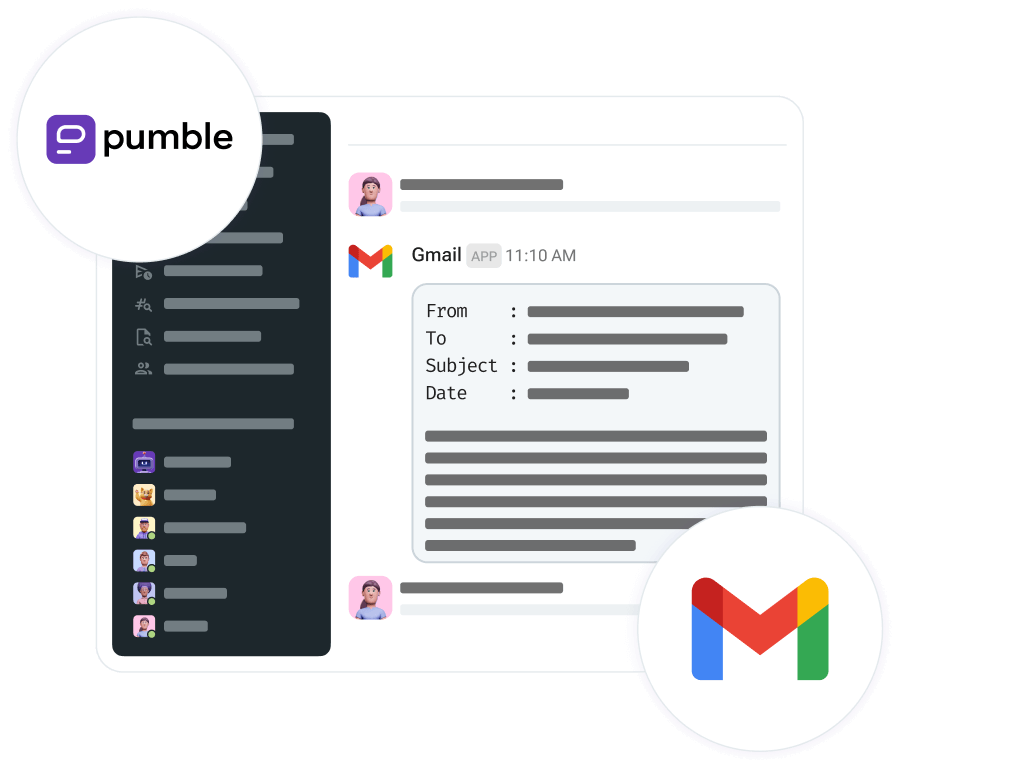 pumble
Gmail APP 11:10 AM
From :
To :
Subject :
Date :